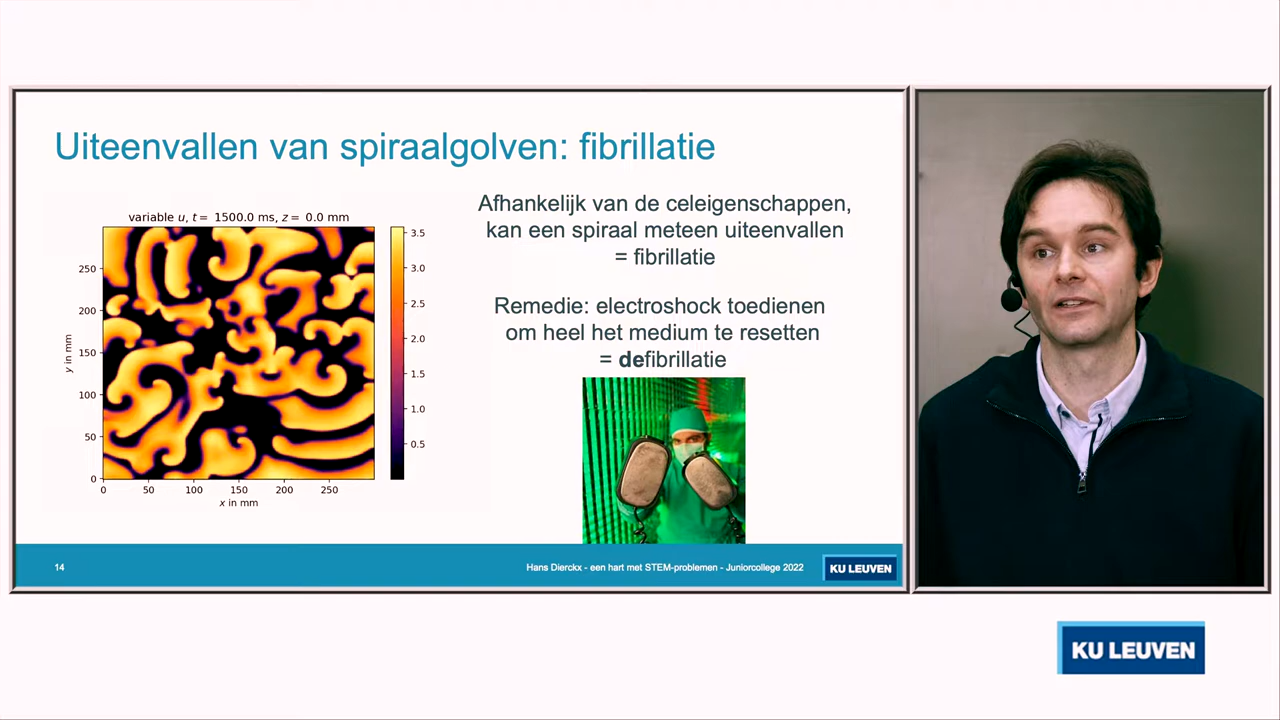 Uiteenvallen van spiraalgolven: fibrillatie
variable u, t = 1500.0 ms, z = 0.0 mm
y in mm
250
200
150
100
50
0
0 50 100 150 200 250
x in mm
3.5
3.0
2.5
2.0
1.5
1.0
0.5
Afhankelijk van de celeigenschappen,
kan een spiraal meteen uiteenvallen
= fibrillatie
Remedie: electroshock toedienen
om heel het medium te resetten
= defibrillatie
14
Hans Dierckx - een hart met STEM-problemen - Juniorcollege 2022
KU LEUVEN
KU LEUVEN